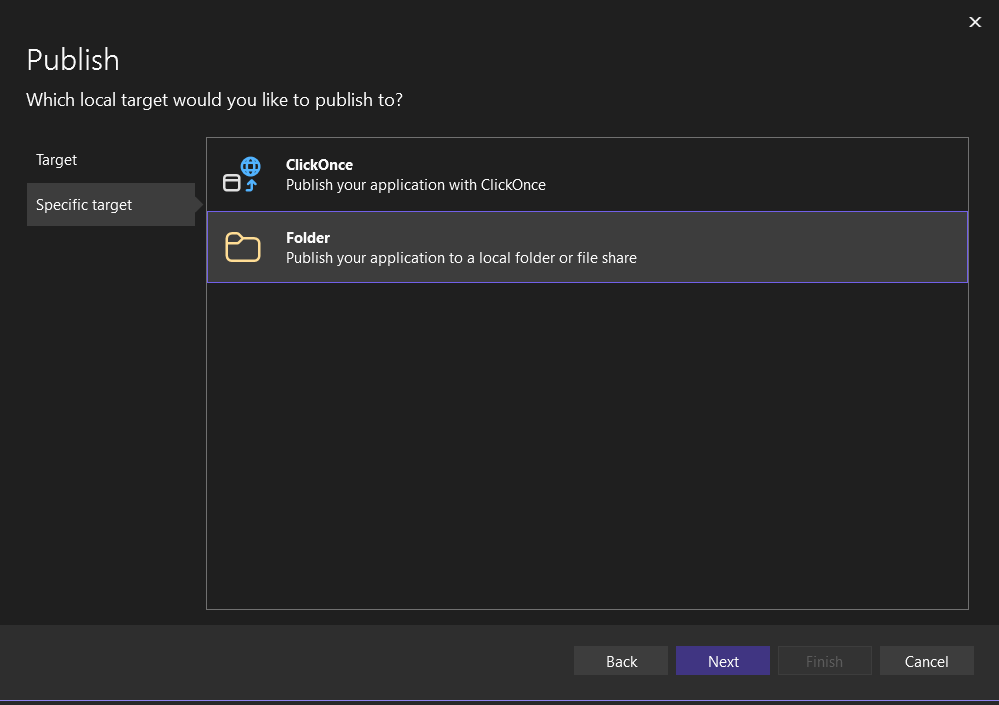 Publish
Which local target would you like to publish to?
Target
Specific target
ClickOnce
Publish your application with ClickOnce
Folder
Publish your application to a local folder or file share
Back
Next
Finish
Cancel